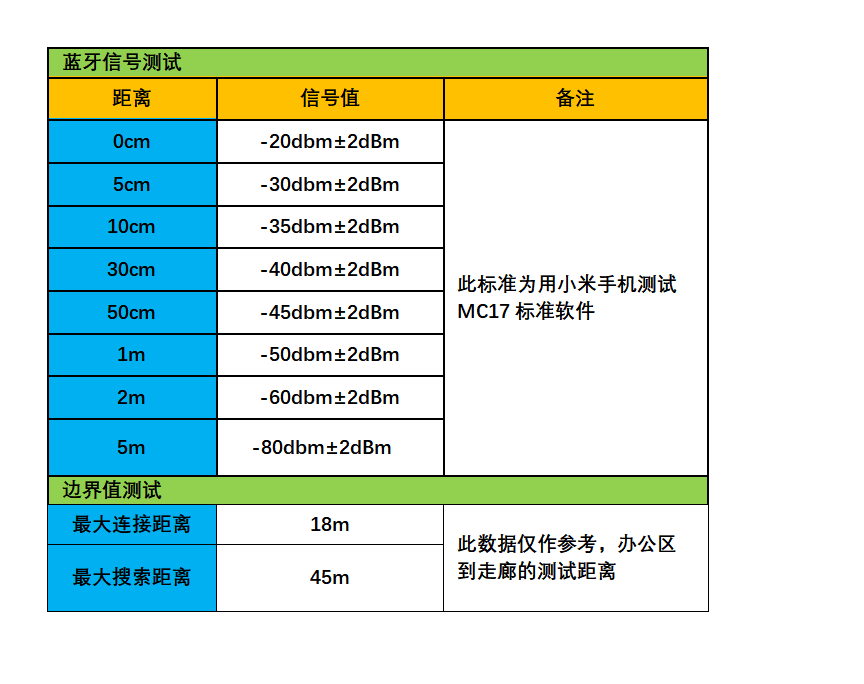 蓝牙信号测试
距离 信号值 备注
0cm -20dbm±2dBm
5cm -30dbm±2dBm
10cm -35dbm±2dBm
30cm -40dbm±2dBm
此标准为用小米手机测试
50cm -45dbm±2dBm
MC17 标准软件
1m -50dbm±2dBm
2m -60dbm±2dBm
5m -80dbm±2dBm
边界值测试
最大连接距离 18m
此数据仅作参考，办公区
到走廊的测试距离
最大搜索距离 45m